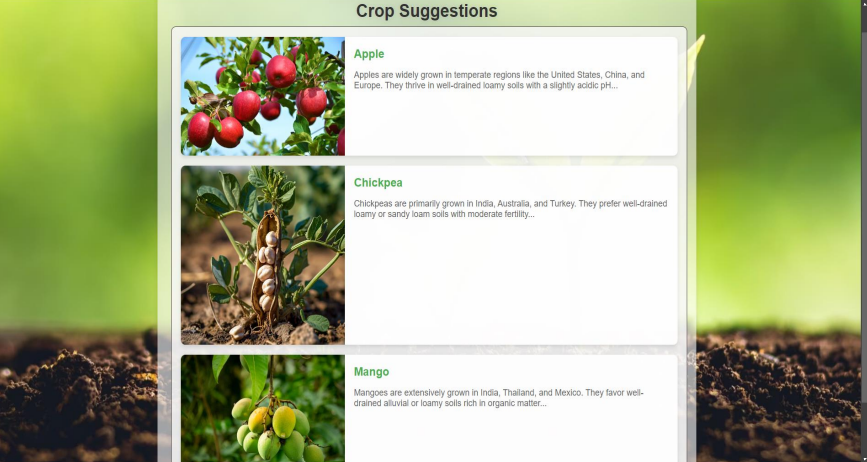 Crop Suggestions
Apple
Apples are widely grown in temperate regions like the United States, China, and
Europe. They thrive in well-drained loamy soils with a slightly acidic pH...
Chickpea
Chickpeas are primarily grown in India, Australia, and Turkey. They prefer well-drained
loamy or sandy loam soils with moderate fertility...
Mango
Mangoes are extensively grown in India, Thailand, and Mexico. They favor well-
drained alluvial or loamy soils rich in organic matter...